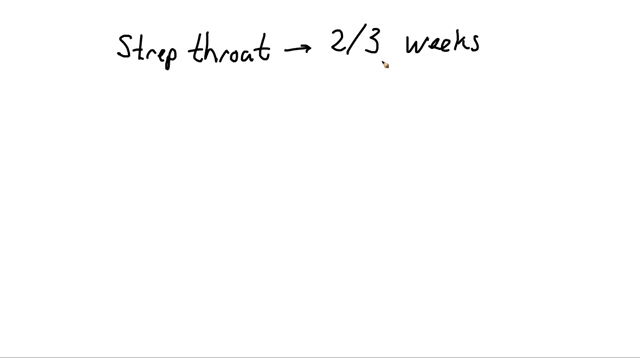 Strep throat → 2/3 weeks